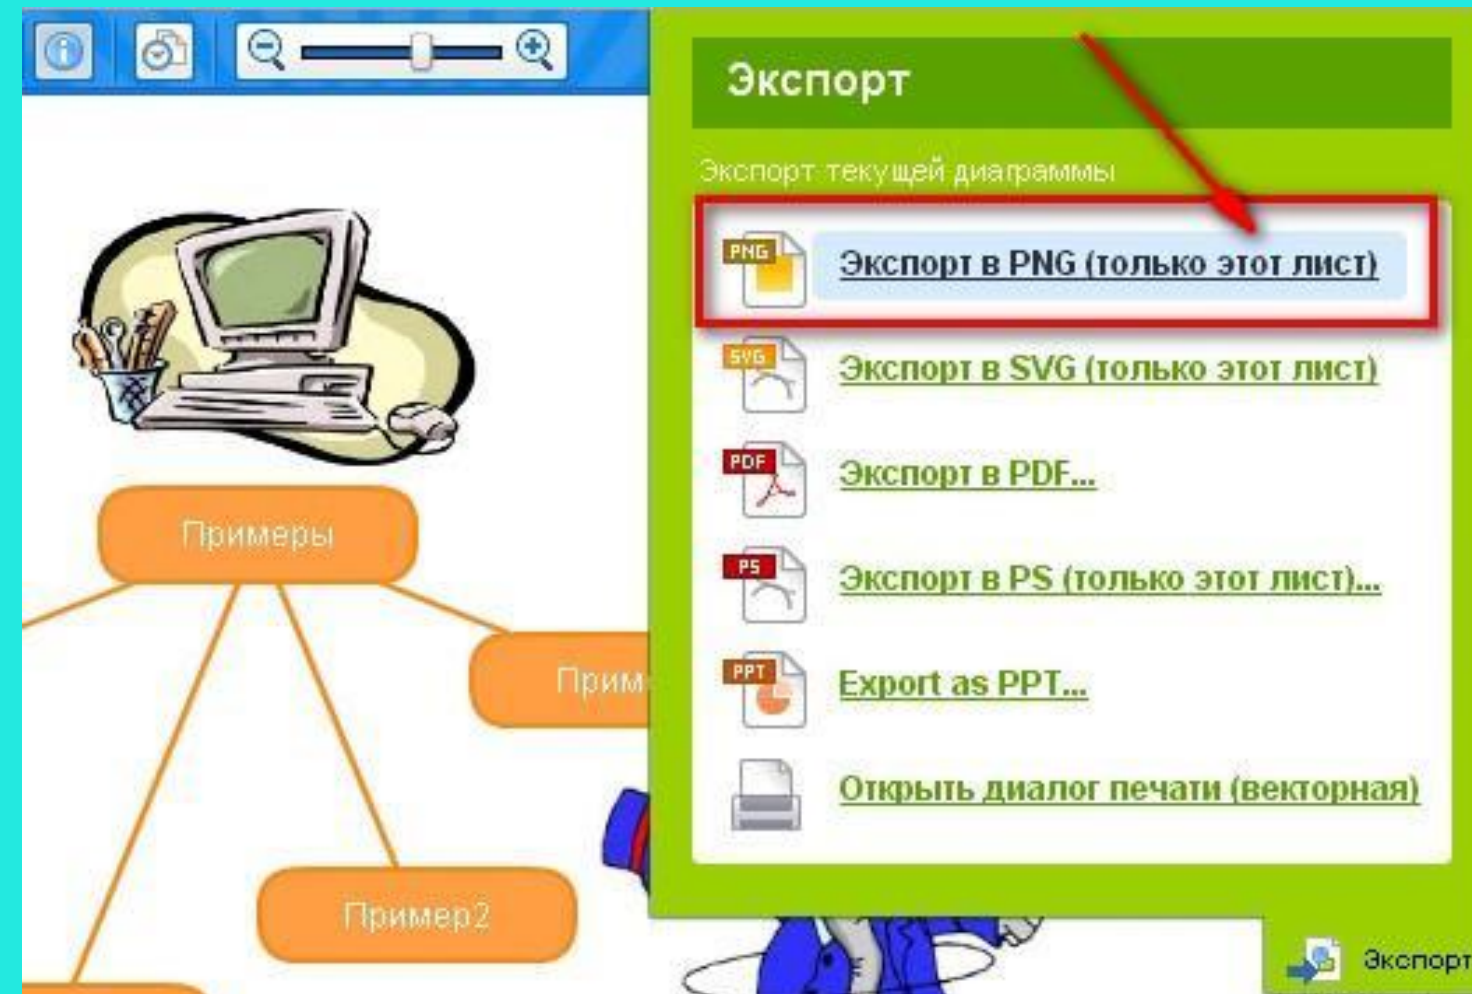 Экспорт
Экспорт текущей диаграммы
PNG
Экспорт в PNG (только этот лист)
SVG
Экспорт в SVG (только этот лист)
PDF
Экспорт в PDF...
PS
Экспорт в PS (только этот лист)...
PPT
Export as PPT...
Открыть диалог печати (векторная)
Примеры
Прим
Пример2
Экспорт